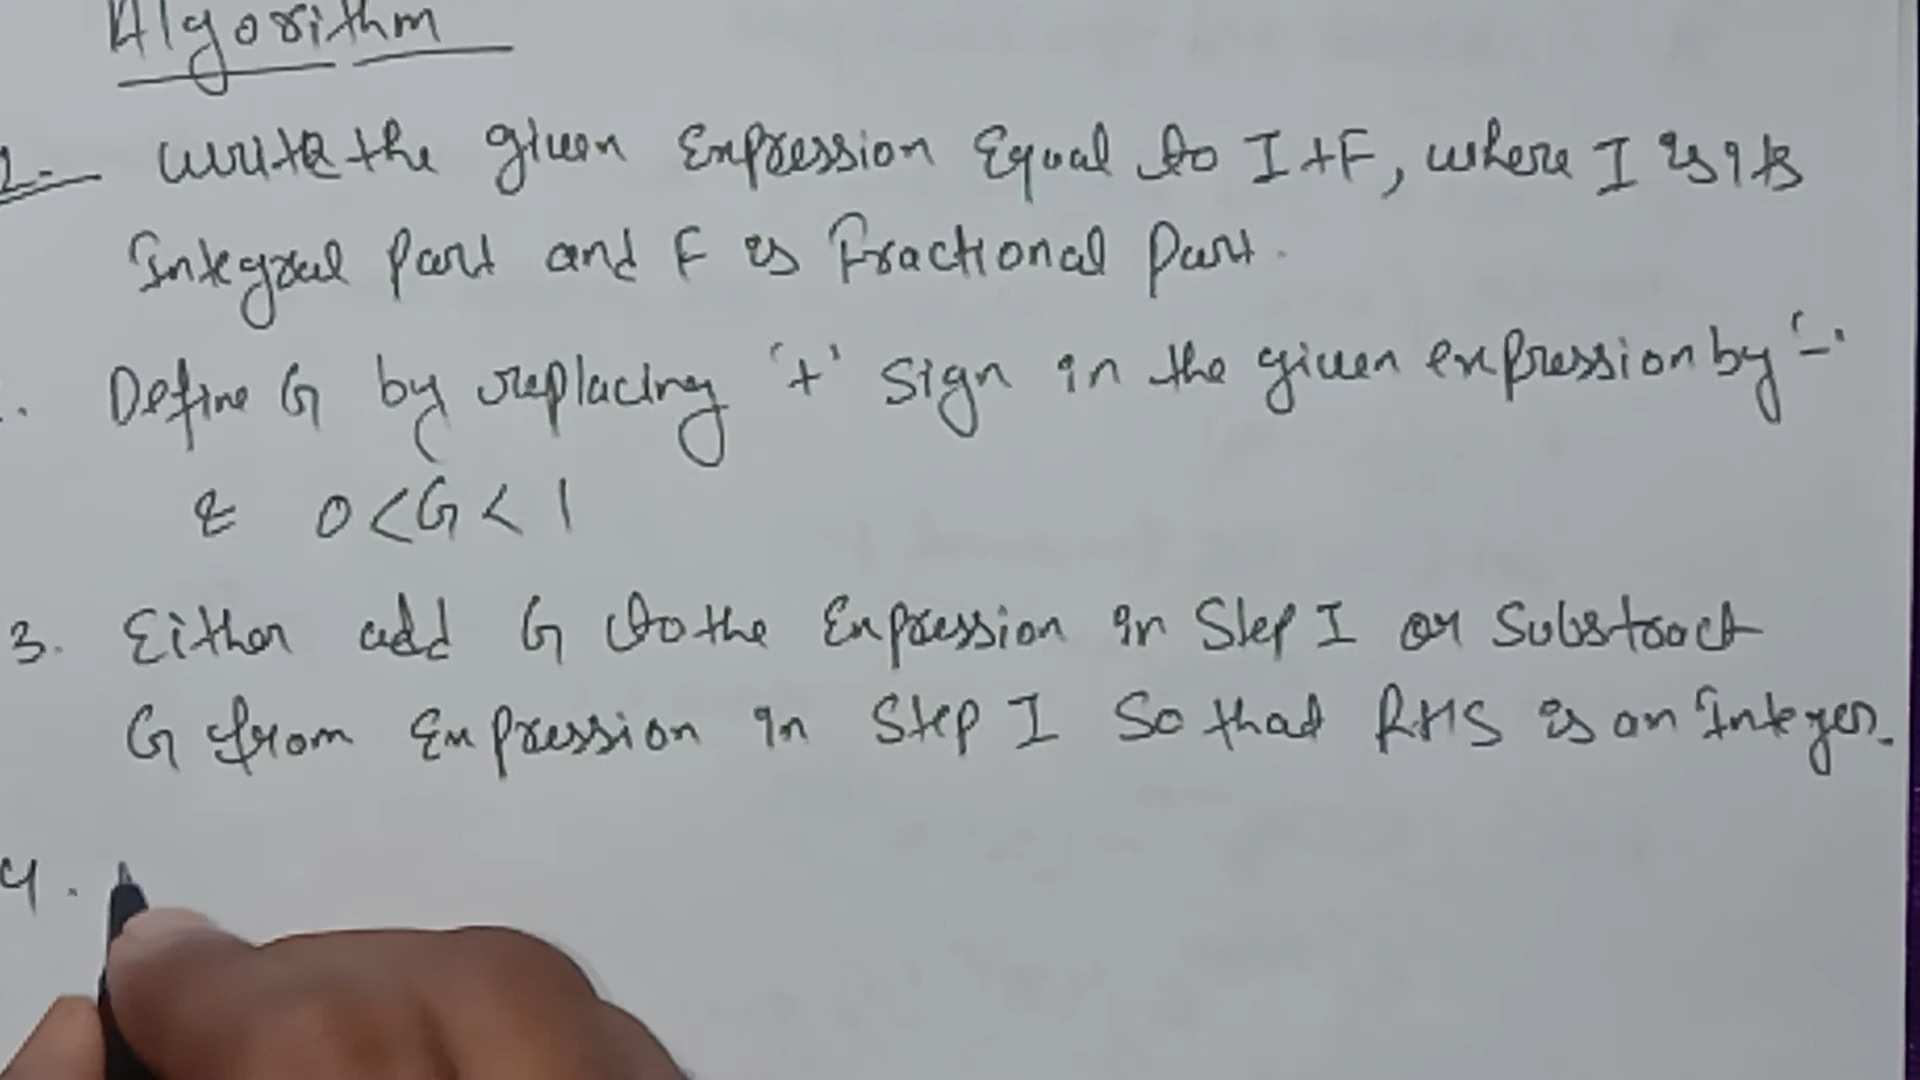 Algorithm
1. Write the given Expression Equal to I+F, where I is its
Integral Part and F is Fractional Part.
. Define G by replacing '+' sign in the given expression by '-'
& 0<G<1
3. Either add G to the Expression in Step I or Substract
G from Expression in Step I So that RHS is an Integer.
4.